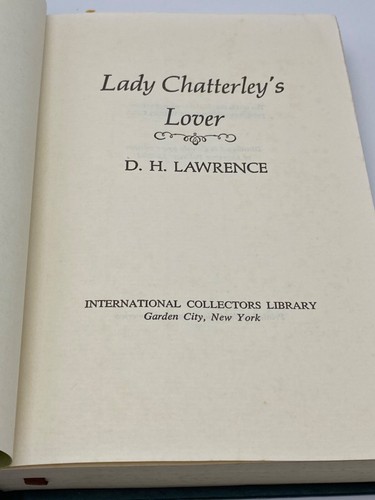 Lady Chatterley's
Lover
D. H. LAWRENCE
INTERNATIONAL COLLECTORS LIBRARY
Garden City, New York